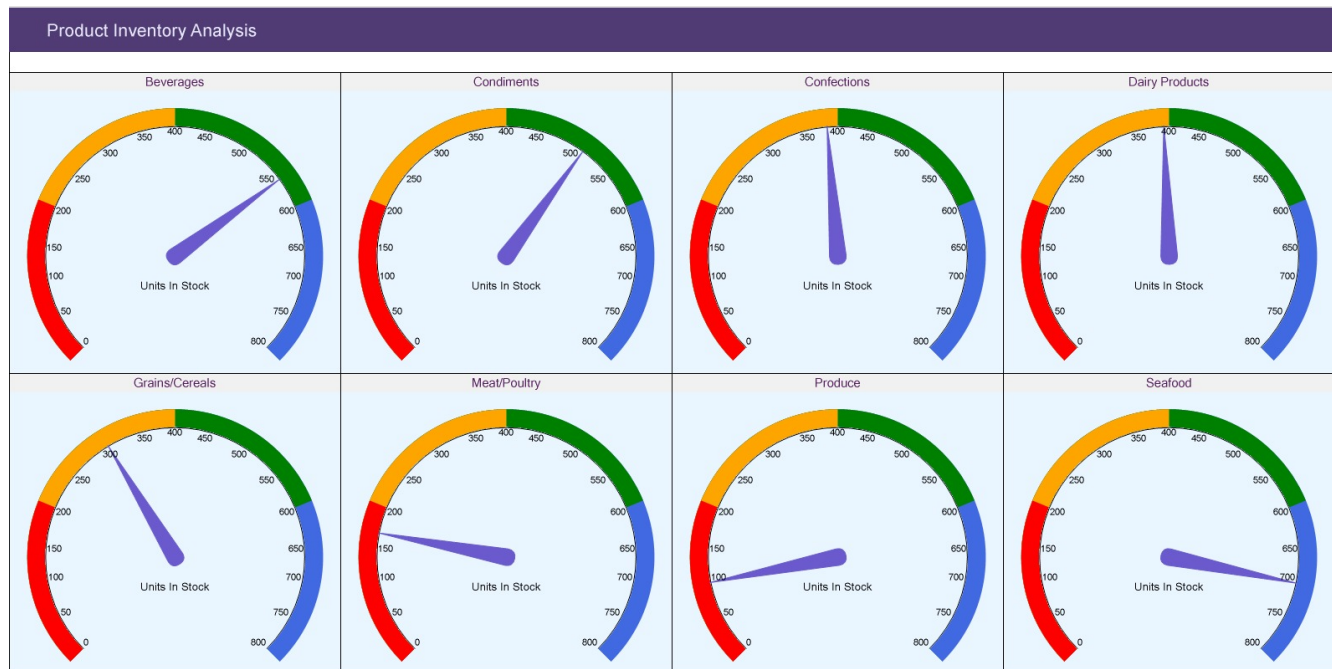 Product Inventory Analysis
Beverages
Condiments
Confections
Dairy Products
0 50 100 150 200 250 300 350 400 450 500 550 600 650 700 750 800
Units In Stock
0 50 100 150 200 250 300 350 400 450 500 550 600 650 700 750 800
Units In Stock
0 50 100 150 200 250 300 350 400 450 500 550 600 650 700 750 800
Units In Stock
0 50 100 150 200 250 300 350 400 450 500 550 600 650 700 750 800
Units In Stock
Grains/Cereals
Meat/Poultry
Produce
Seafood
0 50 100 150 200 250 300 350 400 450 500 550 600 650 700 750 800
Units In Stock
0 50 100 150 200 250 300 350 400 450 500 550 600 650 700 750 800
Units In Stock
0 50 100 150 200 250 300 350 400 450 500 550 600 650 700 750 800
Units In Stock
0 50 100 150 200 250 300 350 400 450 500 550 600 650 700 750 800
Units In Stock